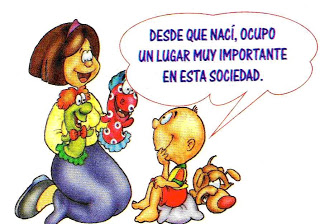 DESDE QUE NACÍ, OCUPO
UN LUGAR MUY IMPORTANTE
EN ESTA SOCIEDAD.